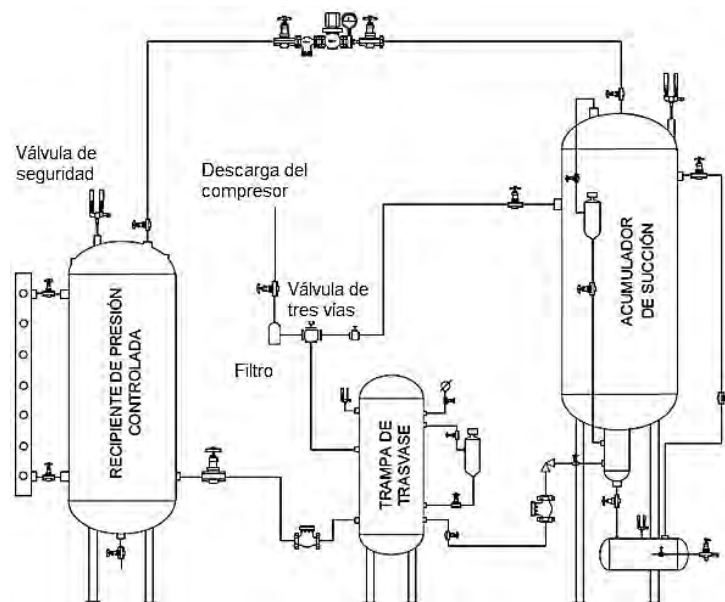 Válvula de
seguridad
Descarga del
compresor
Válvula de
tres vías
Filtro
RECIPIENTE DE PRESIÓN
CONTROLADA
TRAMPA DE
TRASVASE
ACUMULADOR
DE SUCCIÓN